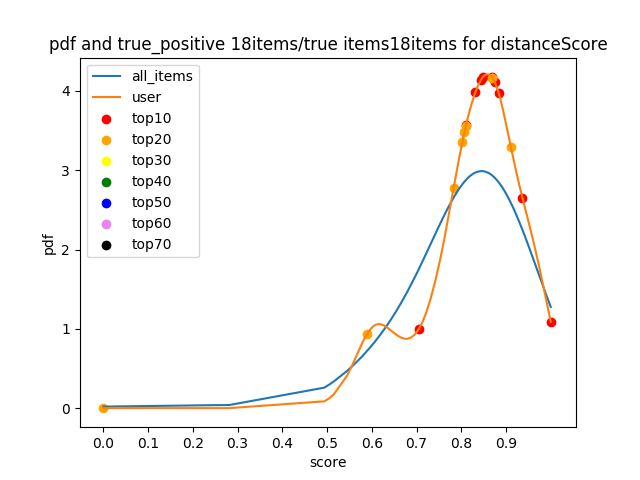 pdf and true_positive 18items/true items18items for distanceScore
all_items
user
top10
top20
top30
top40
top50
top60
top70
pdf
4
3
2
1
0
0.0 0.1 0.2 0.3 0.4 0.5 0.6 0.7 0.8 0.9
score